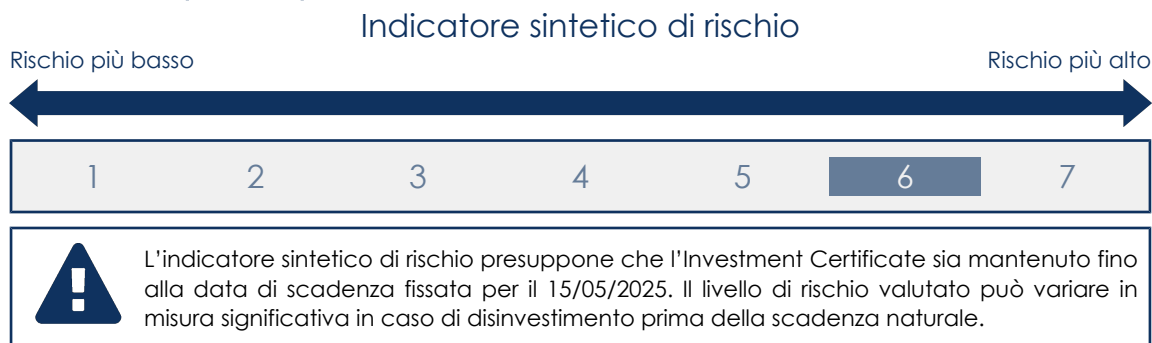 Indicatore sintetico di rischio
Rischio più basso
Rischio più alto
1 2 3 4 5 6 7
L’indicatore sintetico di rischio presuppone che l’Investment Certificate sia mantenuto fino
alla data di scadenza fissata per il 15/05/2025. Il livello di rischio valutato può variare in
misura significativa in caso di disinvestimento prima della scadenza naturale.